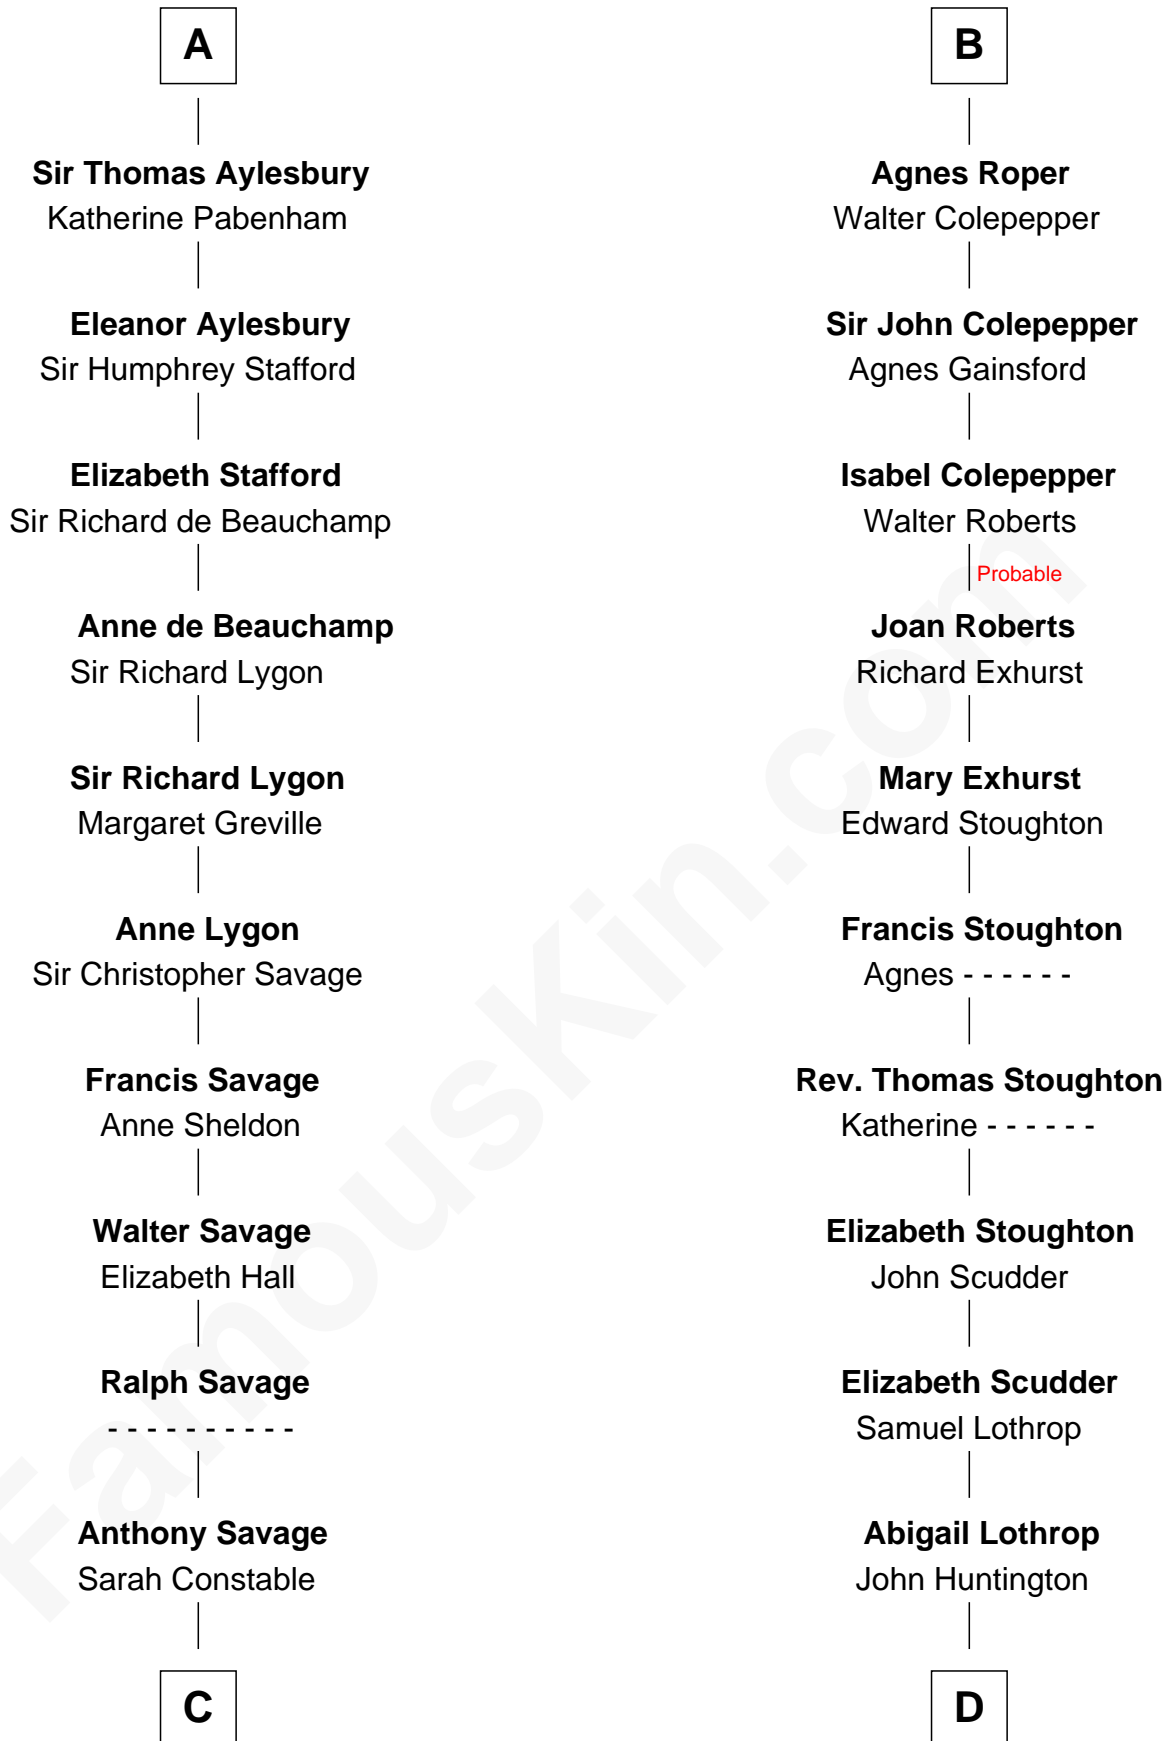 A
Sir Thomas Aylesbury
Katherine Pabenham
Eleanor Aylesbury
Sir Humphrey Stafford
Elizabeth Stafford
Sir Richard de Beauchamp
Anne de Beauchamp
Sir Richard Lygon
Sir Richard Lygon
Margaret Greville
Anne Lygon
Sir Christopher Savage
Francis Savage
Anne Sheldon
Walter Savage
Elizabeth Hall
Ralph Savage
- - - - - - - - - -
Anthony Savage
Sarah Constable
C
B
Agnes Roper
Walter Colepepper
Sir John Colepepper
Agnes Gainsford
Isabel Colepepper
Walter Roberts
Probable
Joan Roberts
Richard Exhurst
Mary Exhurst
Edward Stoughton
Francis Stoughton
Agnes - - - - - -
Rev. Thomas Stoughton
Katherine - - - - - -
Elizabeth Stoughton
John Scudder
Elizabeth Scudder
Samuel Lothrop
Abigail Lothrop
John Huntington
D
FamousKin.com